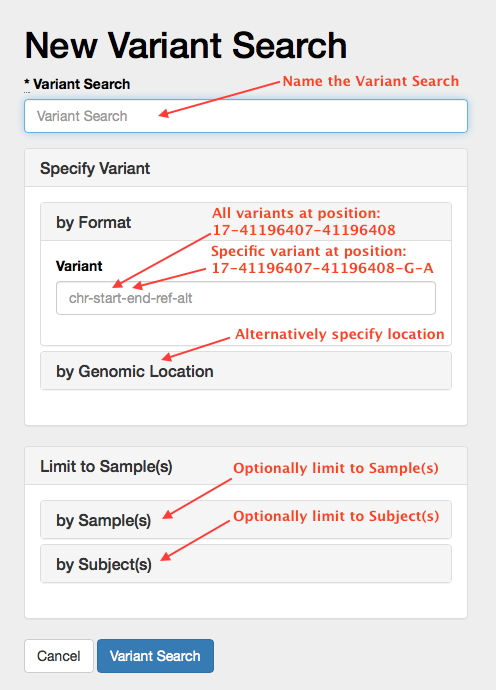 New Variant Search
* Variant Search
Name the Variant Search
Variant Search
Specify Variant
by Format
All variants at position:
17-41196407-41196408
Specific variant at position:
17-41196407-41196408-G-A
Variant
chr-start-end-ref-alt
Alternatively specify location
by Genomic Location
Limit to Sample(s)
Optionally limit to Sample(s)
by Sample(s)
Optionally limit to Subject(s)
by Subject(s)
Cancel
Variant Search